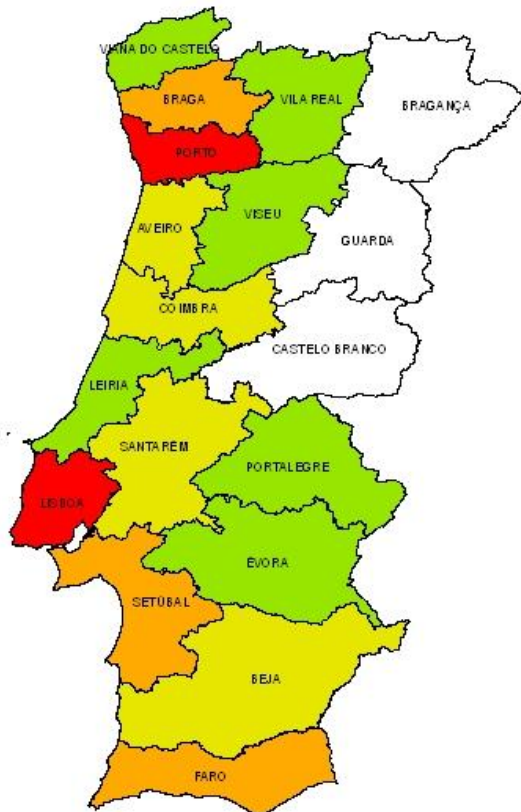 VIANA DO CASTELO
BRAGA
VILA REAL
BRAGANÇA
PORTO
AVEIRO
VISEU
GUARDA
COIMBRA
CASTELO BRANCO
LEIRIA
SANTARÉM
PORTALEGRE
LISBOA
ÉVORA
SETÚBAL
BEJA
FARO